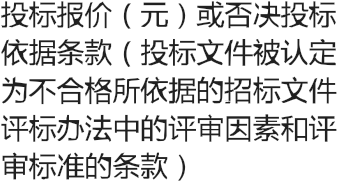 投标报价（元）或否决投标
依据条款（投标文件被认定
为不合格所依据的招标文件
评标办法中的评审因素和评
审标准的条款）